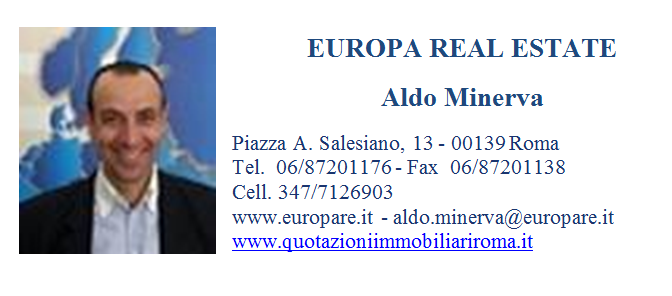 EUROPA REAL ESTATE
Aldo Minerva
Piazza A. Salesiano, 13 - 00139 Roma
Tel. 06/87201176 - Fax 06/87201138
Cell. 347/7126903
www.europare.it - aldo.minerva@europare.it
www.quotazioniimmobiliariroma.it